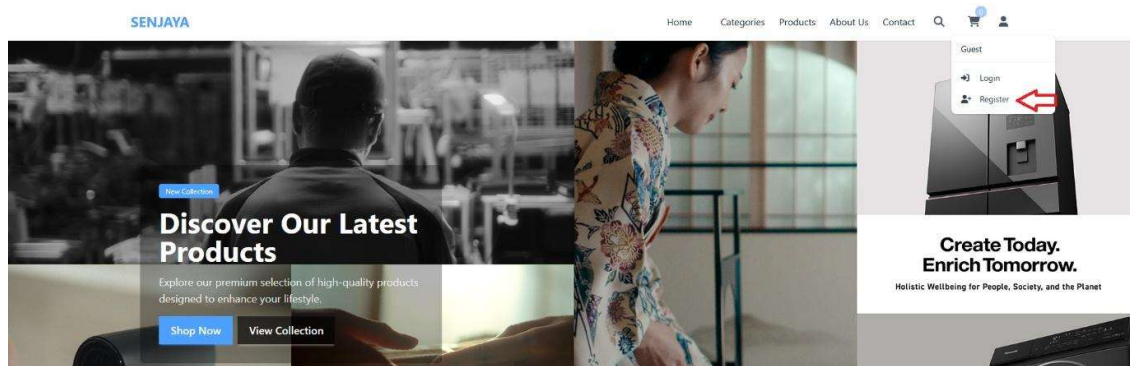 SENJAYA
Home Categories Products About Us Contact
0
Guest
Login
Register
New Collection
Discover Our Latest
Products
Explore our premium selection of high-quality products
designed to enhance your lifestyle.
Shop Now View Collection
Create Today.
Enrich Tomorrow.
Holistic Wellbeing for People, Society, and the Planet